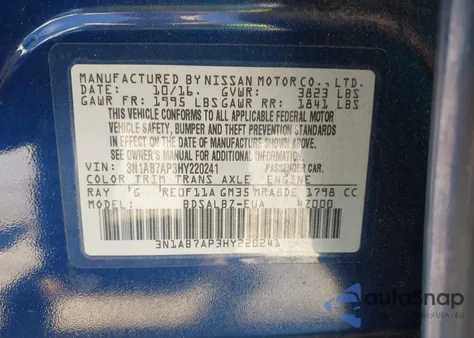 MANUFACTURED BY NISSAN MOTOR CO., LTD.
DATE: 10/16. GVWR: 3823 LBS
GAWR FR: 1995 LBS GAWR RR: 1841 LBS
THIS VEHICLE CONFORMS TO ALL APPLICABLE FEDERAL MOTOR
VEHICLE SAFETY, BUMPER AND THEFT PREVENTION STANDARDS
IN EFFECT ON THE DATE OF MANUFACTURE SHOWN ABOVE.
SEE OWNER'S MANUAL FOR ADDITIONAL INFORMATION.
VIN: 3N1AB7AP3HY220241 PASSENGER CAR.
COLOR TRIM TRANS AXLE ENGINE
RAY G RE0F11A GM35 MRA8DE 1798 CC
MODEL: BDSALBZ-EUA 4Z000
3N1AB7AP3HY220241
autoSnap